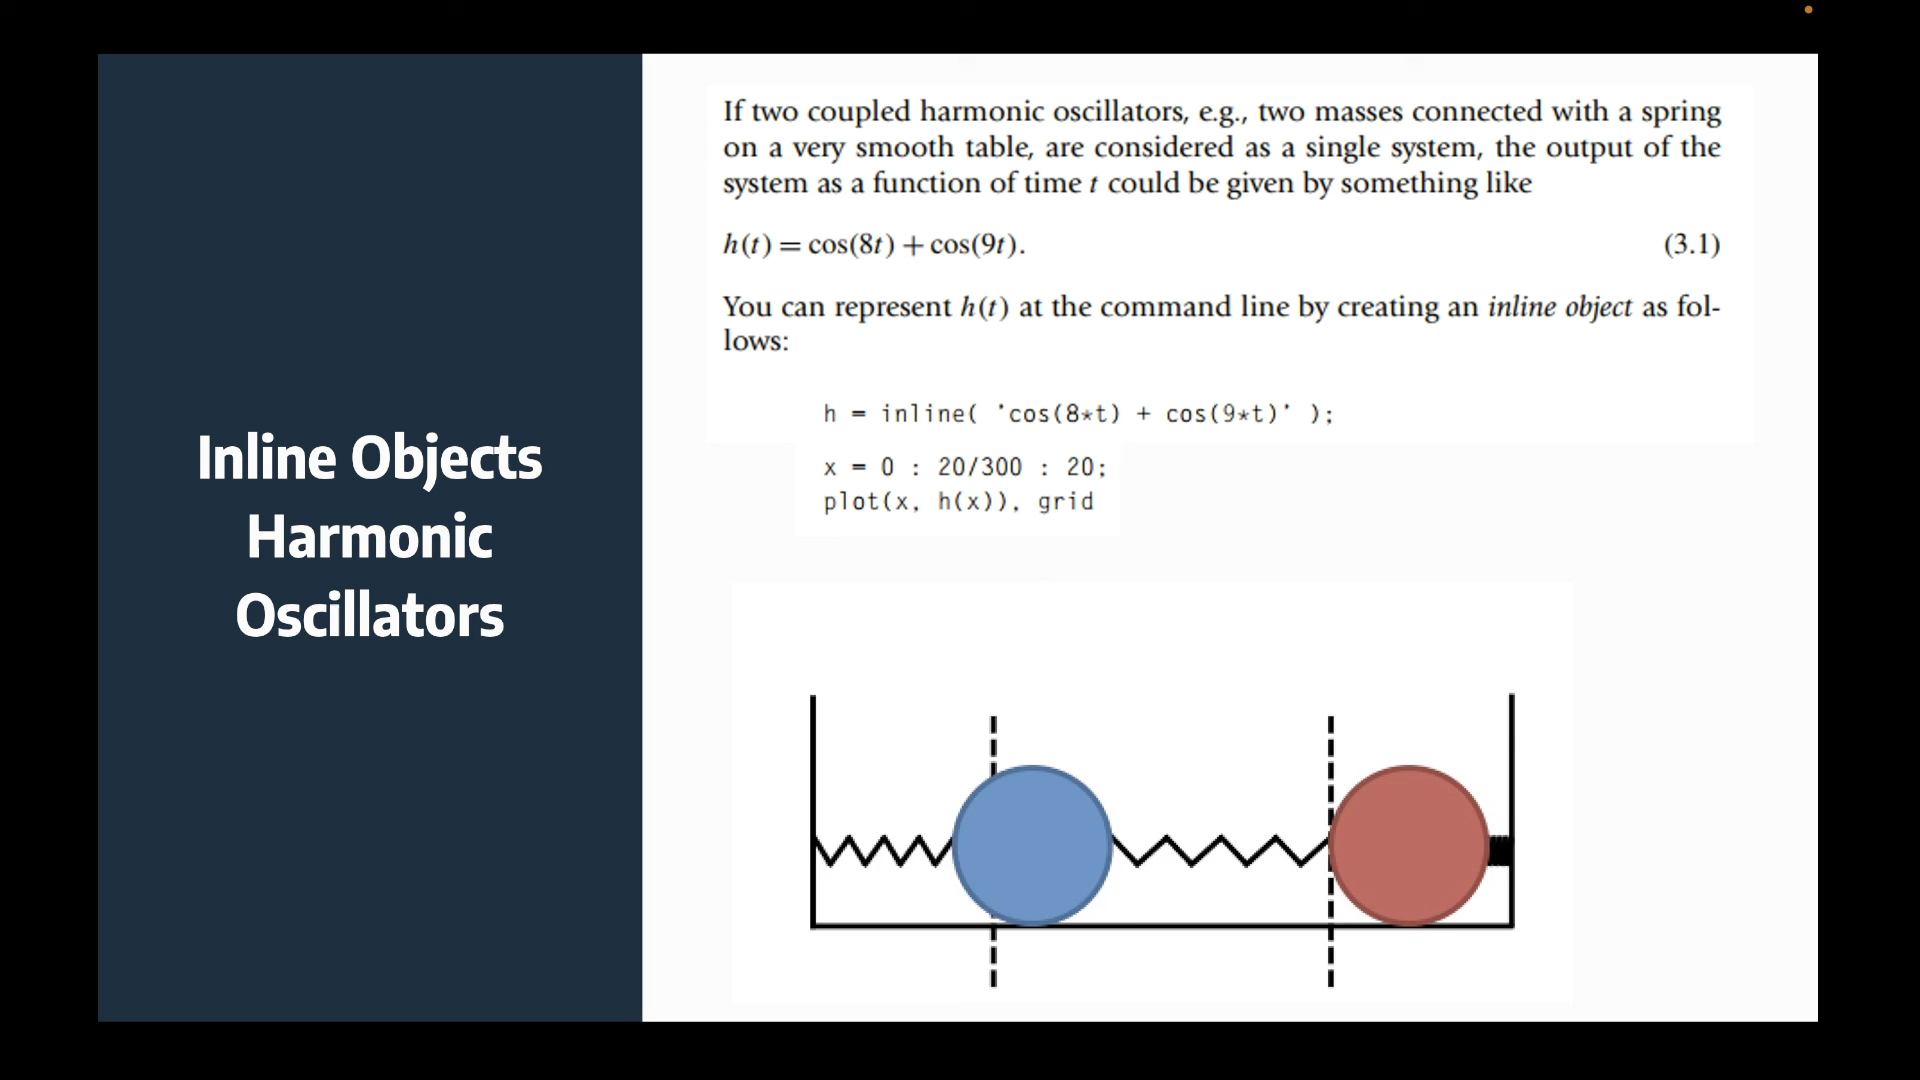 Inline Objects
Harmonic
Oscillators
If two coupled harmonic oscillators, e.g., two masses connected with a spring
on a very smooth table, are considered as a single system, the output of the
system as a function of time t could be given by something like
h(t) = cos(8t) + cos(9t). (3.1)
You can represent h(t) at the command line by creating an inline object as fol-
lows:
h = inline( 'cos(8*t) + cos(9*t)' );
x = 0 : 20/300 : 20;
plot(x, h(x)), grid